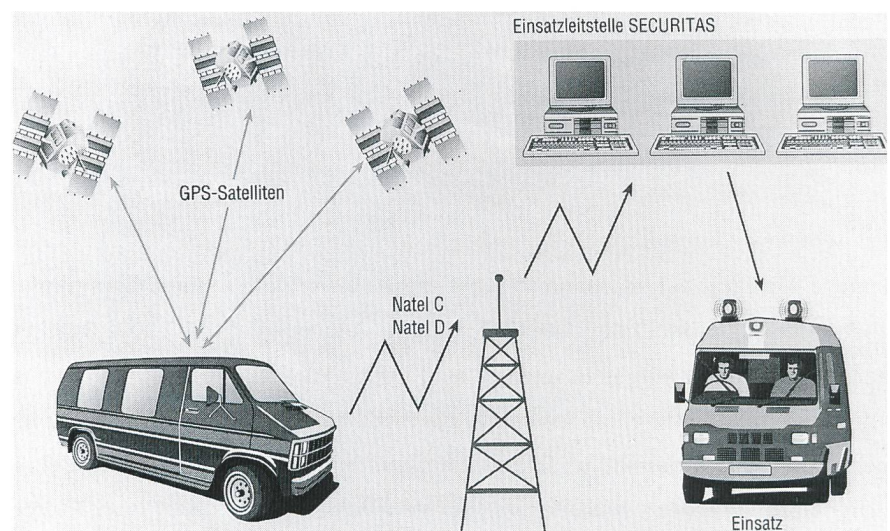 Einsatzleitstelle SECURITAS
GPS-Satelliten
Natel C
Natel D
Einsatz